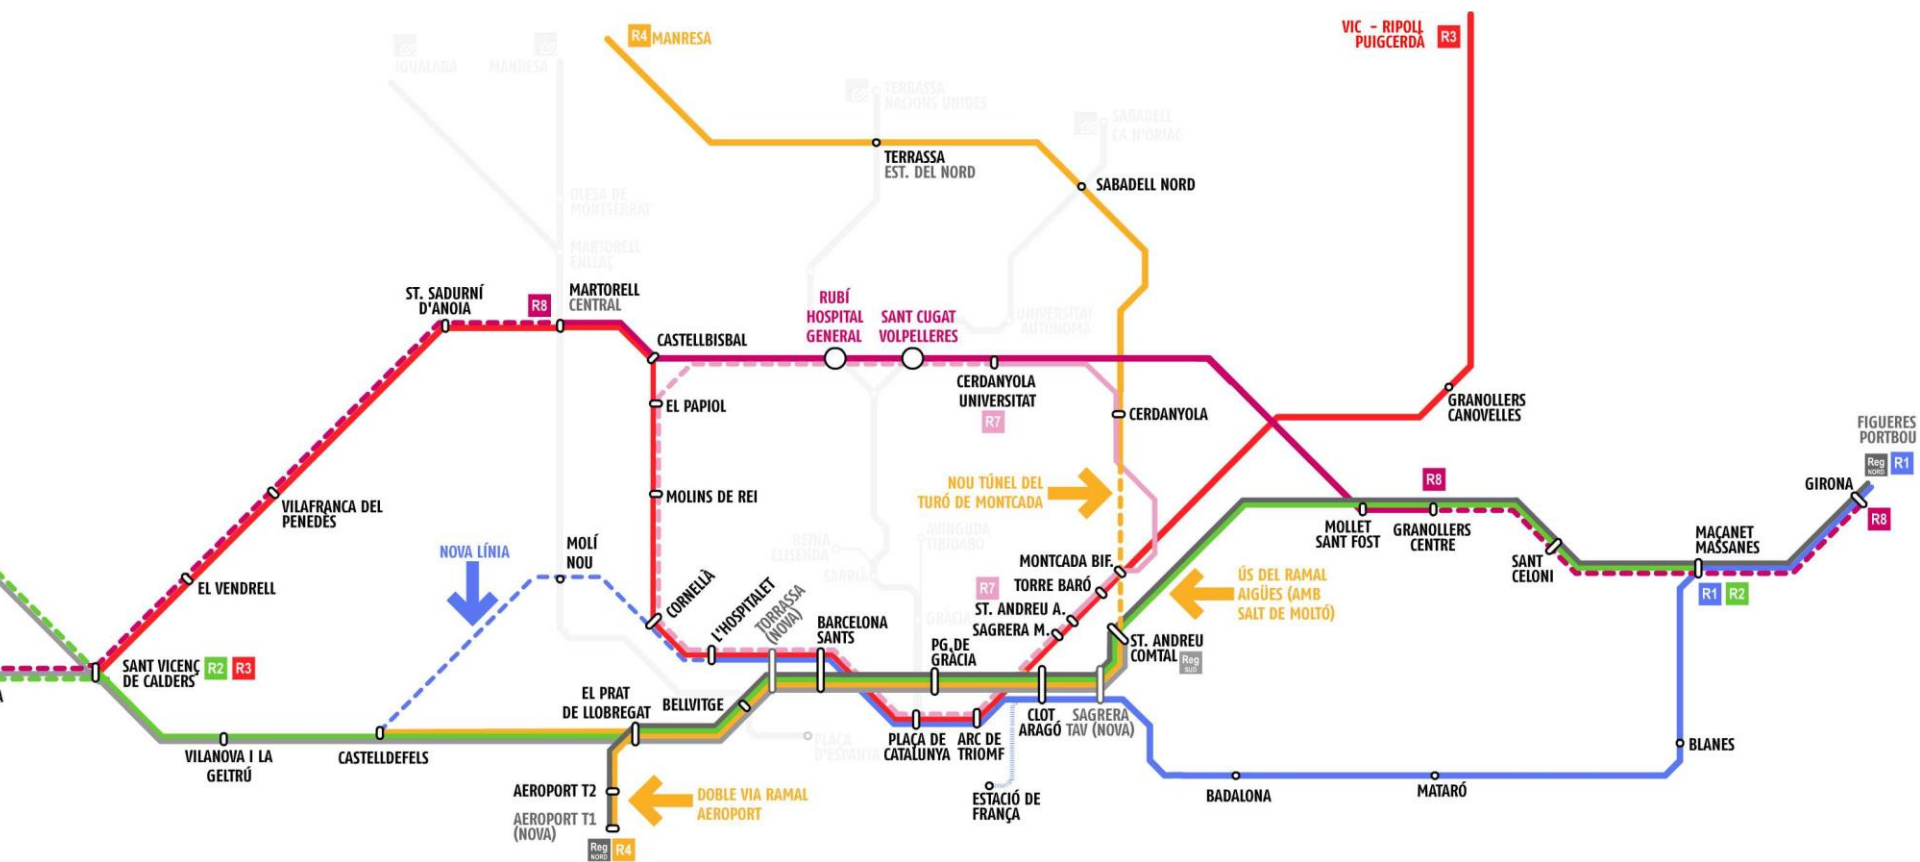 R4 MANRESA
VIC - RIPOLL
PUIGCERDÀ
R3
IGUALADA
MANRESA
TERRASSA
NACIONS UNIDES
SABADELL
CA N'ORIAC
TERRASSA
EST. DEL NORD
SABADELL NORD
OLESA DE
MONTSERRAT
MARTORELL
ENLLAÇ
ST. SADURNÍ
D'ANOIA
R8
MARTORELL
CENTRAL
RUBÍ
HOSPITAL
GENERAL
SANT CUGAT
VOLPELLERES
UNIVERSITAT
AUTÒNOMA
CASTELLBISBAL
CERDANYOLA
UNIVERSITAT
R7
EL PAPIOL
CERDANYOLA
GRANOLLERS
CANOVELLES
FIGUERES
PORTBOU
Reg
NORD
R1
GIRONA
R8
VILAFRANCA DEL
PENEDÈS
MOLINS DE REI
NOU TÚNEL DEL
TURÓ DE MONTCADA
R8
MOLLET
SANT FOST
GRANOLLERS
CENTRE
MAÇANET
MASSANES
R1 R2
SANT
CELONI
NOVA LÍNIA
MOLÍ
NOU
REINA
ELISENDA
AVINGUDA
TIBIDABO
SARRIÀ
GRÀCIA
EL VENDRELL
MONTCADA BIF.
R7
TORRE BARÓ
ST. ANDREU A.
SAGRERA M.
ÚS DEL RAMAL
AIGÜES (AMB
SALT DE MOLTÓ)
CORNELLÀ
L'HOSPITALET
TORRASSA
(NOVA)
BARCELONA
SANTS
PG.DE
GRÀCIA
ST. ANDREU
COMTAL
Reg
SUD
SANT VICENÇ
DE CALDERS
R2 R3
A
EL PRAT
DE LLOBREGAT
BELLVITGE
VILANOVA I LA
GELTRÚ
CASTELLDEFELS
PLAÇA
D'ESPANYA
PLAÇA DE
CATALUNYA
ARC DE
TRIOMF
CLOT
ARAGÓ
SAGRERA
TAV (NOVA)
BLANES
AEROPORT T2
AEROPORT T1
(NOVA)
DOBLE VIA RAMAL
AEROPORT
ESTACIÓ DE
FRANÇA
BADALONA
MATARÓ
Reg
NORD
R4